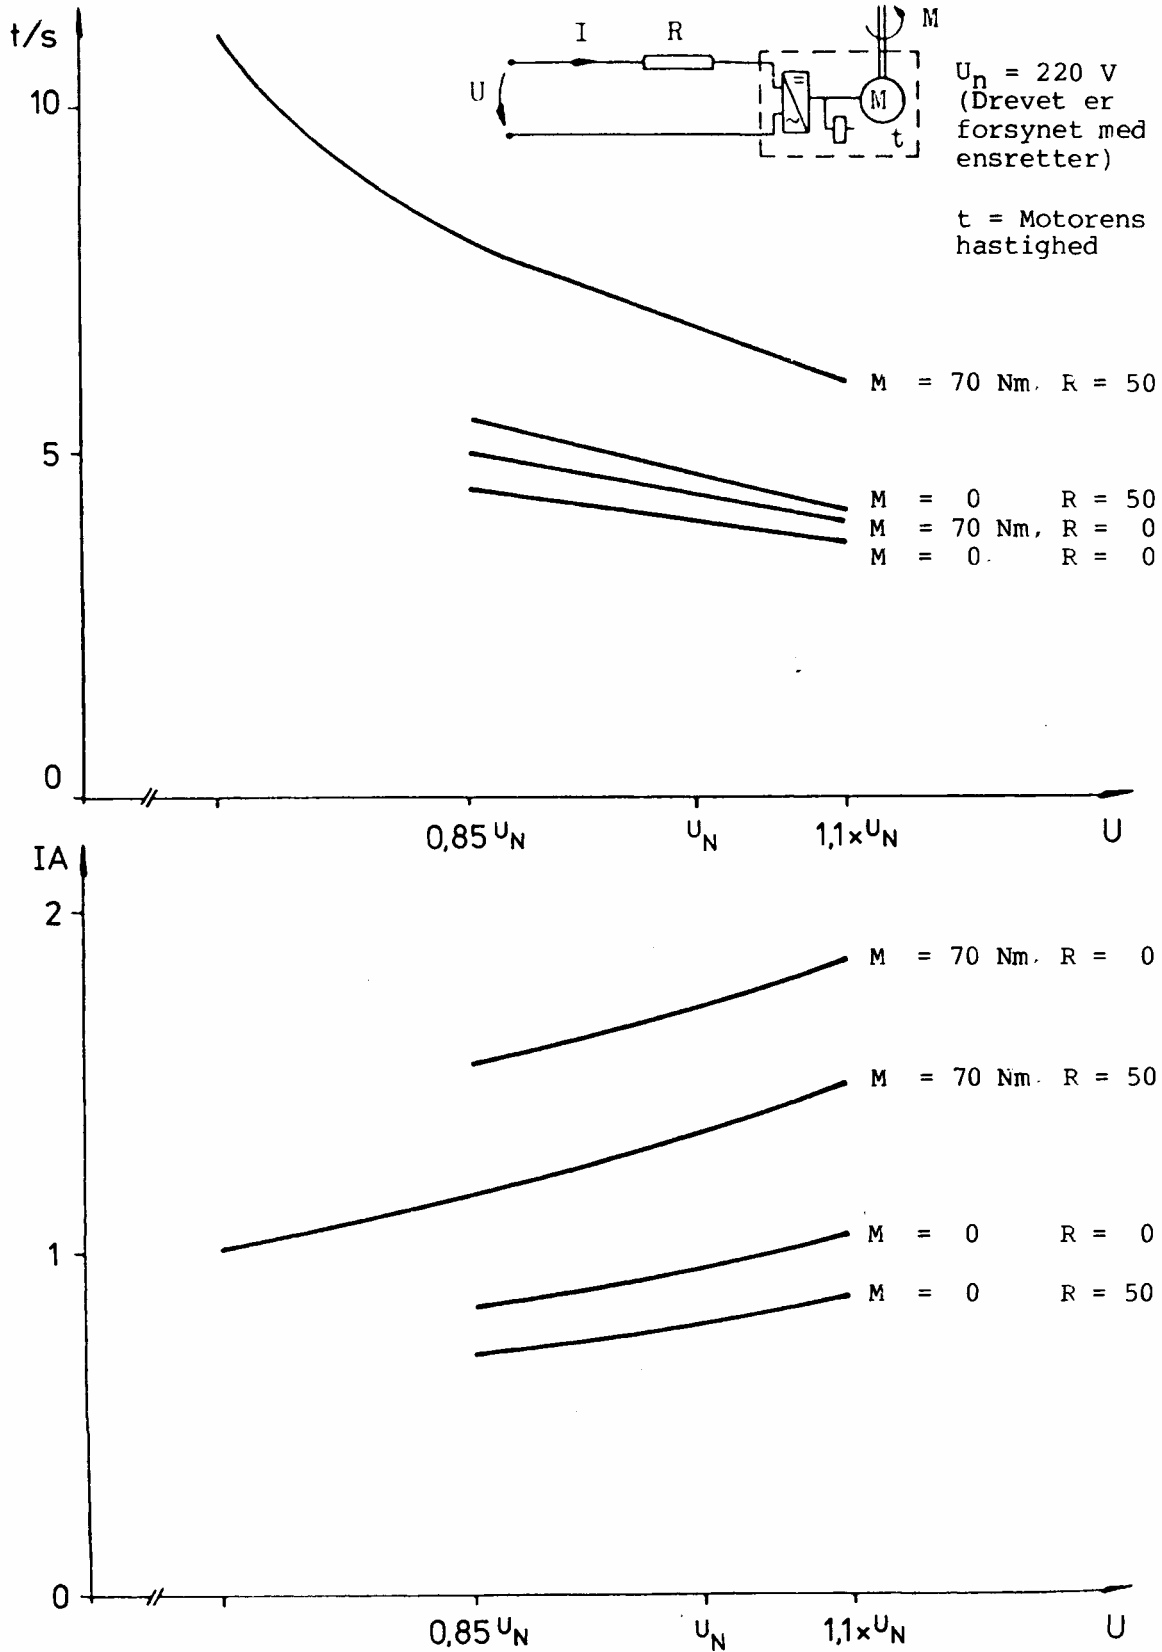 t/s
10
5
0
I
R
U
M
M
t
=
~
U_n = 220 V
(Drevet er
forsynet med
ensretter)
t = Motorens
hastighed
M = 70 Nm. R = 50
M = 0 R = 50
M = 70 Nm, R = 0
M = 0. R = 0
0,85 U_N
U_N
1,1 x U_N
U
IA
2
1
0
M = 70 Nm. R = 0
M = 70 Nm. R = 50
M = 0 R = 0
M = 0 R = 50
0,85 U_N
U_N
1,1 x U_N
U